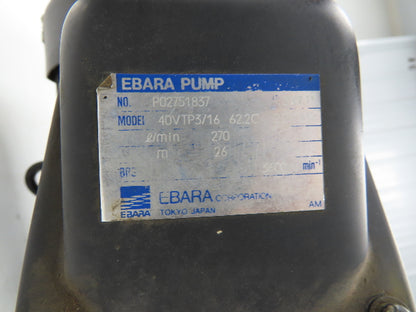 EBARA PUMP
NO. P02751837
MODEL 40VTP3/16 62.2C
ℓ/min 270
m 26
min⁻¹
EBARA CORPORATION
EBARA TOKYO JAPAN AM